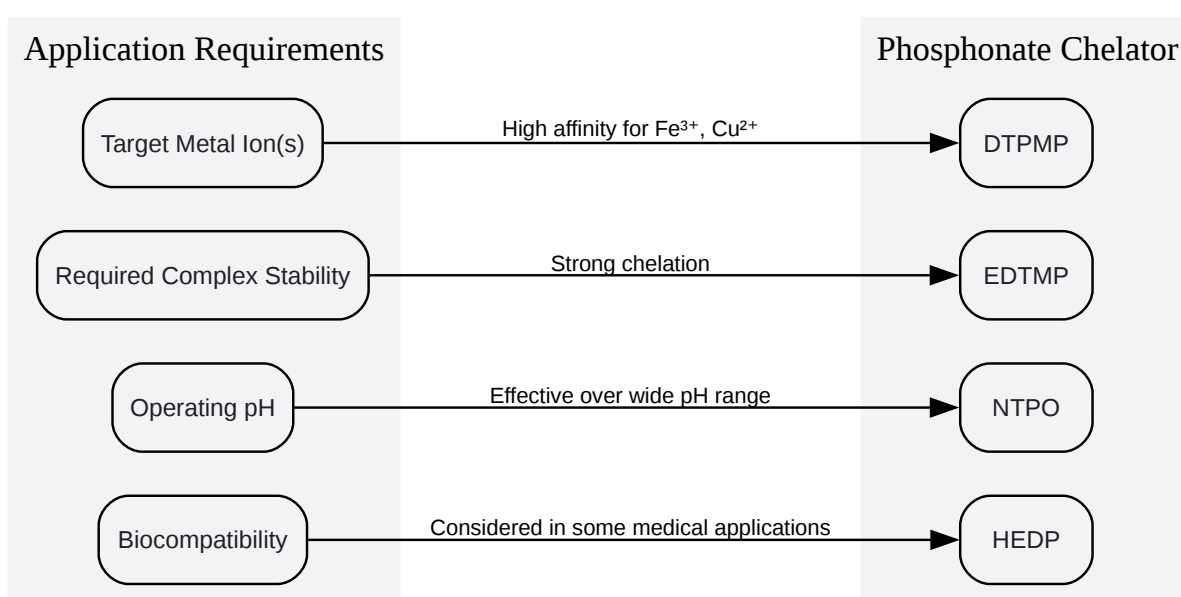 Application Requirements
Phosphonate Chelator
Target Metal Ion(s)
High affinity for Fe³⁺, Cu²⁺
DTPMP
Required Complex Stability
Strong chelation
EDTMP
Operating pH
Effective over wide pH range
NTPO
Biocompatibility
Considered in some medical applications
HEDP